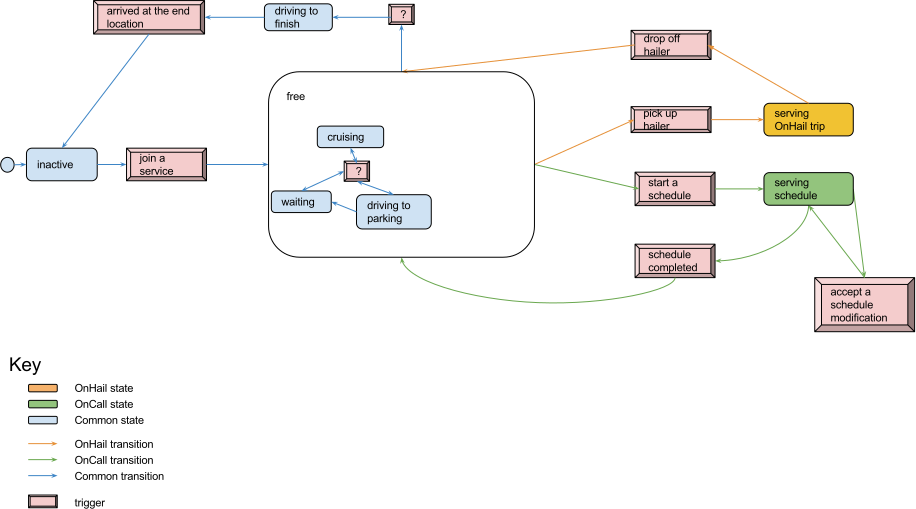 arrived at the end
location
driving to
finish
?
drop off
hailer
free
pick up
hailer
serving
OnHail trip
cruising
inactive
join a
service
?
waiting
driving to
parking
start a
schedule
serving
schedule
schedule
completed
accept a
schedule
modification
Key
OnHail state
OnCall state
Common state
OnHail transition
OnCall transition
Common transition
trigger